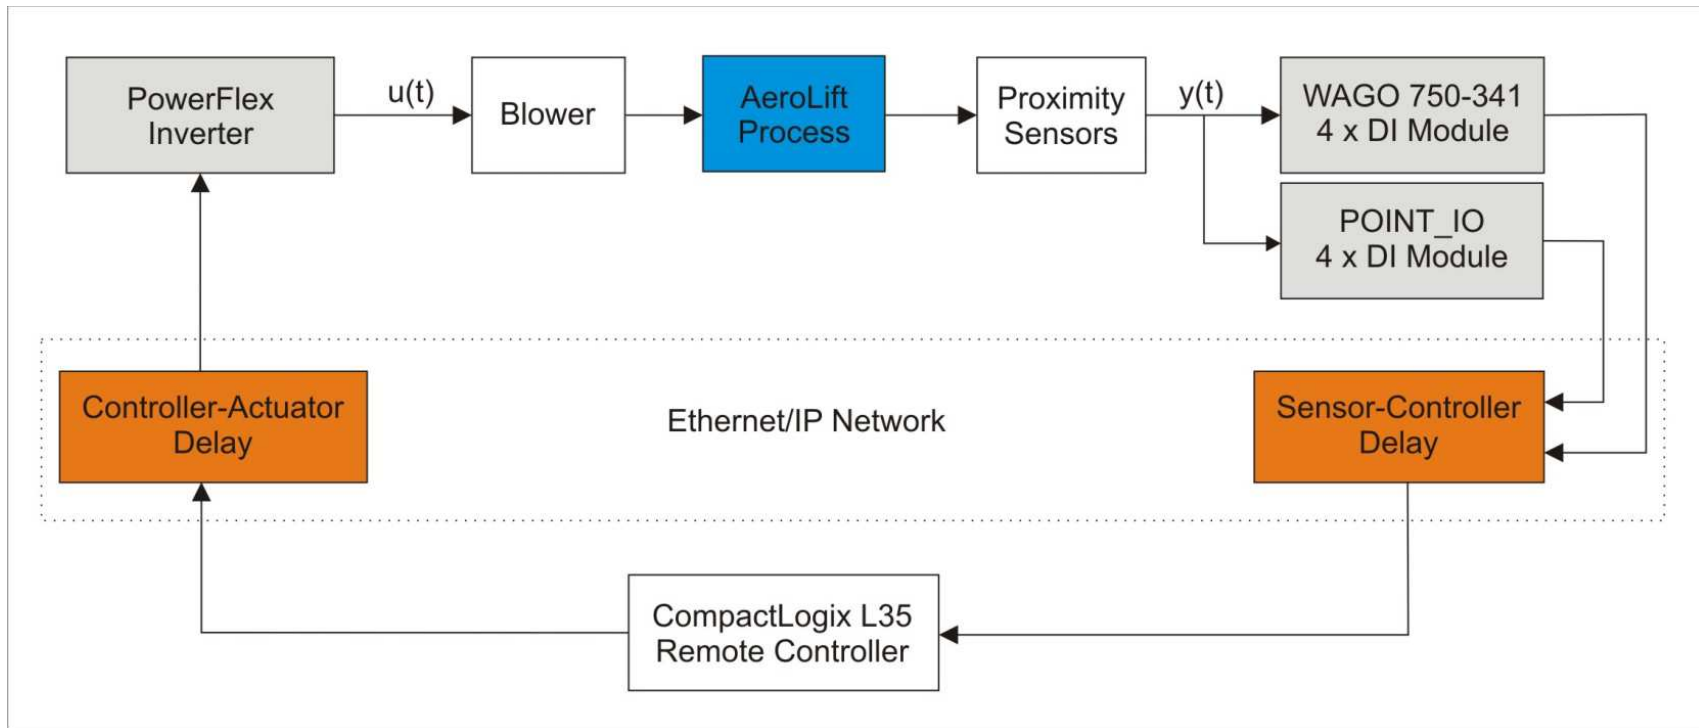 PowerFlex
Inverter
u(t)
Blower
AeroLift
Process
Proximity
Sensors
y(t)
WAGO 750-341
4 x DI Module
POINT_IO
4 x DI Module
Controller-Actuator
Delay
Ethernet/IP Network
Sensor-Controller
Delay
CompactLogix L35
Remote Controller